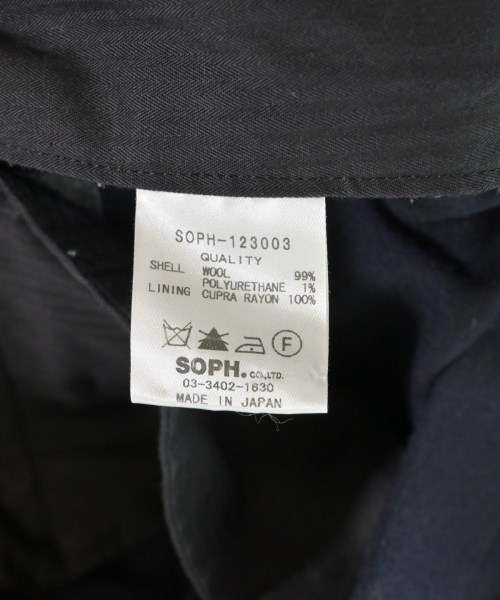 SOPH-123003
QUALITY
SHELL WOOL 99%
POLYURETHANE 1%
LINING CUPRA RAYON 100%
F
SOPH. CO.,LTD.
03-3402-1630
MADE IN JAPAN